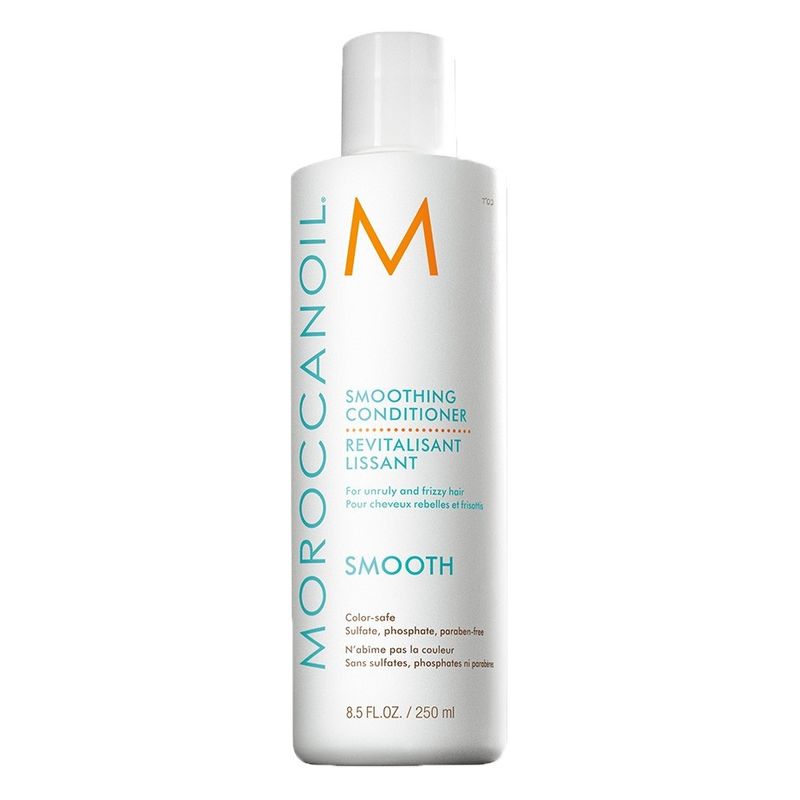 MOROCCANOIL®
M
SMOOTHING
CONDITIONER
REVITALISANT
LISSANT
For unruly and frizzy hair
Pour cheveux rebelles et frisottis
SMOOTH
Color-safe
Sulfate, phosphate, paraben-free
N'abîme pas la couleur
Sans sulfates, phosphates ni parabènes
8.5 FL.OZ. / 250 ml